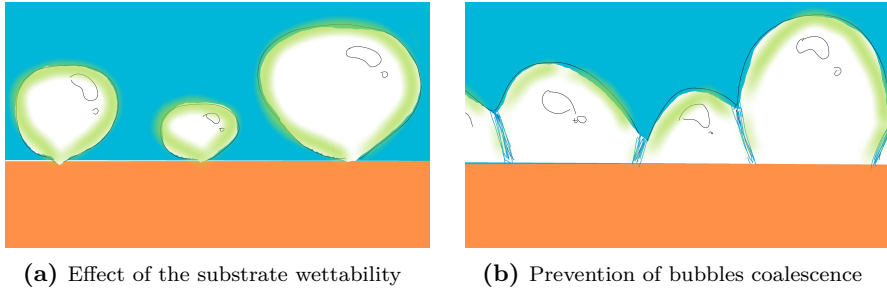 (a) Effect of the substrate wettability
(b) Prevention of bubbles coalescence